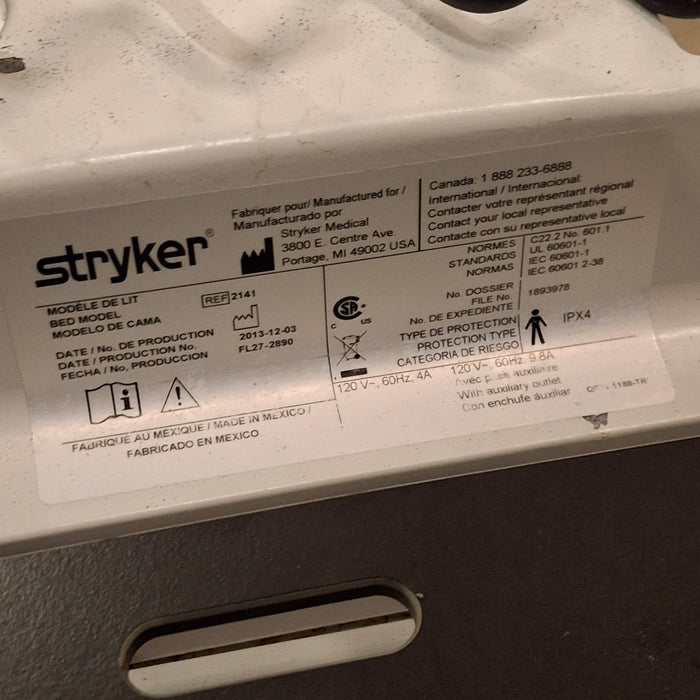 stryker®
Fabriquer pour/ Manufactured for /
Manufacturado por
Stryker Medical
3800 E. Centre Ave.
Portage, MI 49002 USA
Canada: 1 888 233-6888
International / Internacional:
Contacter votre représentant régional
Contact your local representative
Contacte con su representative local
MODÈLE DE LIT
BED MODEL
MODELO DE CAMA
REF 2141
DATE / No. DE PRODUCTION
DATE / PRODUCTION No.
FECHA / No, PRODUCCION
2013-12-03
FL27-2890
i
!
FABRIQUÉ AU MEXIQUE / MADE IN MEXICO /
FABRICADO EN MEXICO
CSA
C US
NORMES
STANDARDS
NORMAS
C22.2 No. 601.1
UL 60601-1
IEC 60601-1
IEC 60601 2-38
No. DOSSIER
FILE No.
No. DE EXPEDIENTE
1893978
TYPE DE PROTECTION
PROTECTION TYPE
CATEGORIA DE RIESGO
IPX4
120 V~, 60Hz, 4A
120 V~, 60Hz, 9.8A
Avec auxiliaire
With auxiliary outlet
Con enchufe áuxiliar